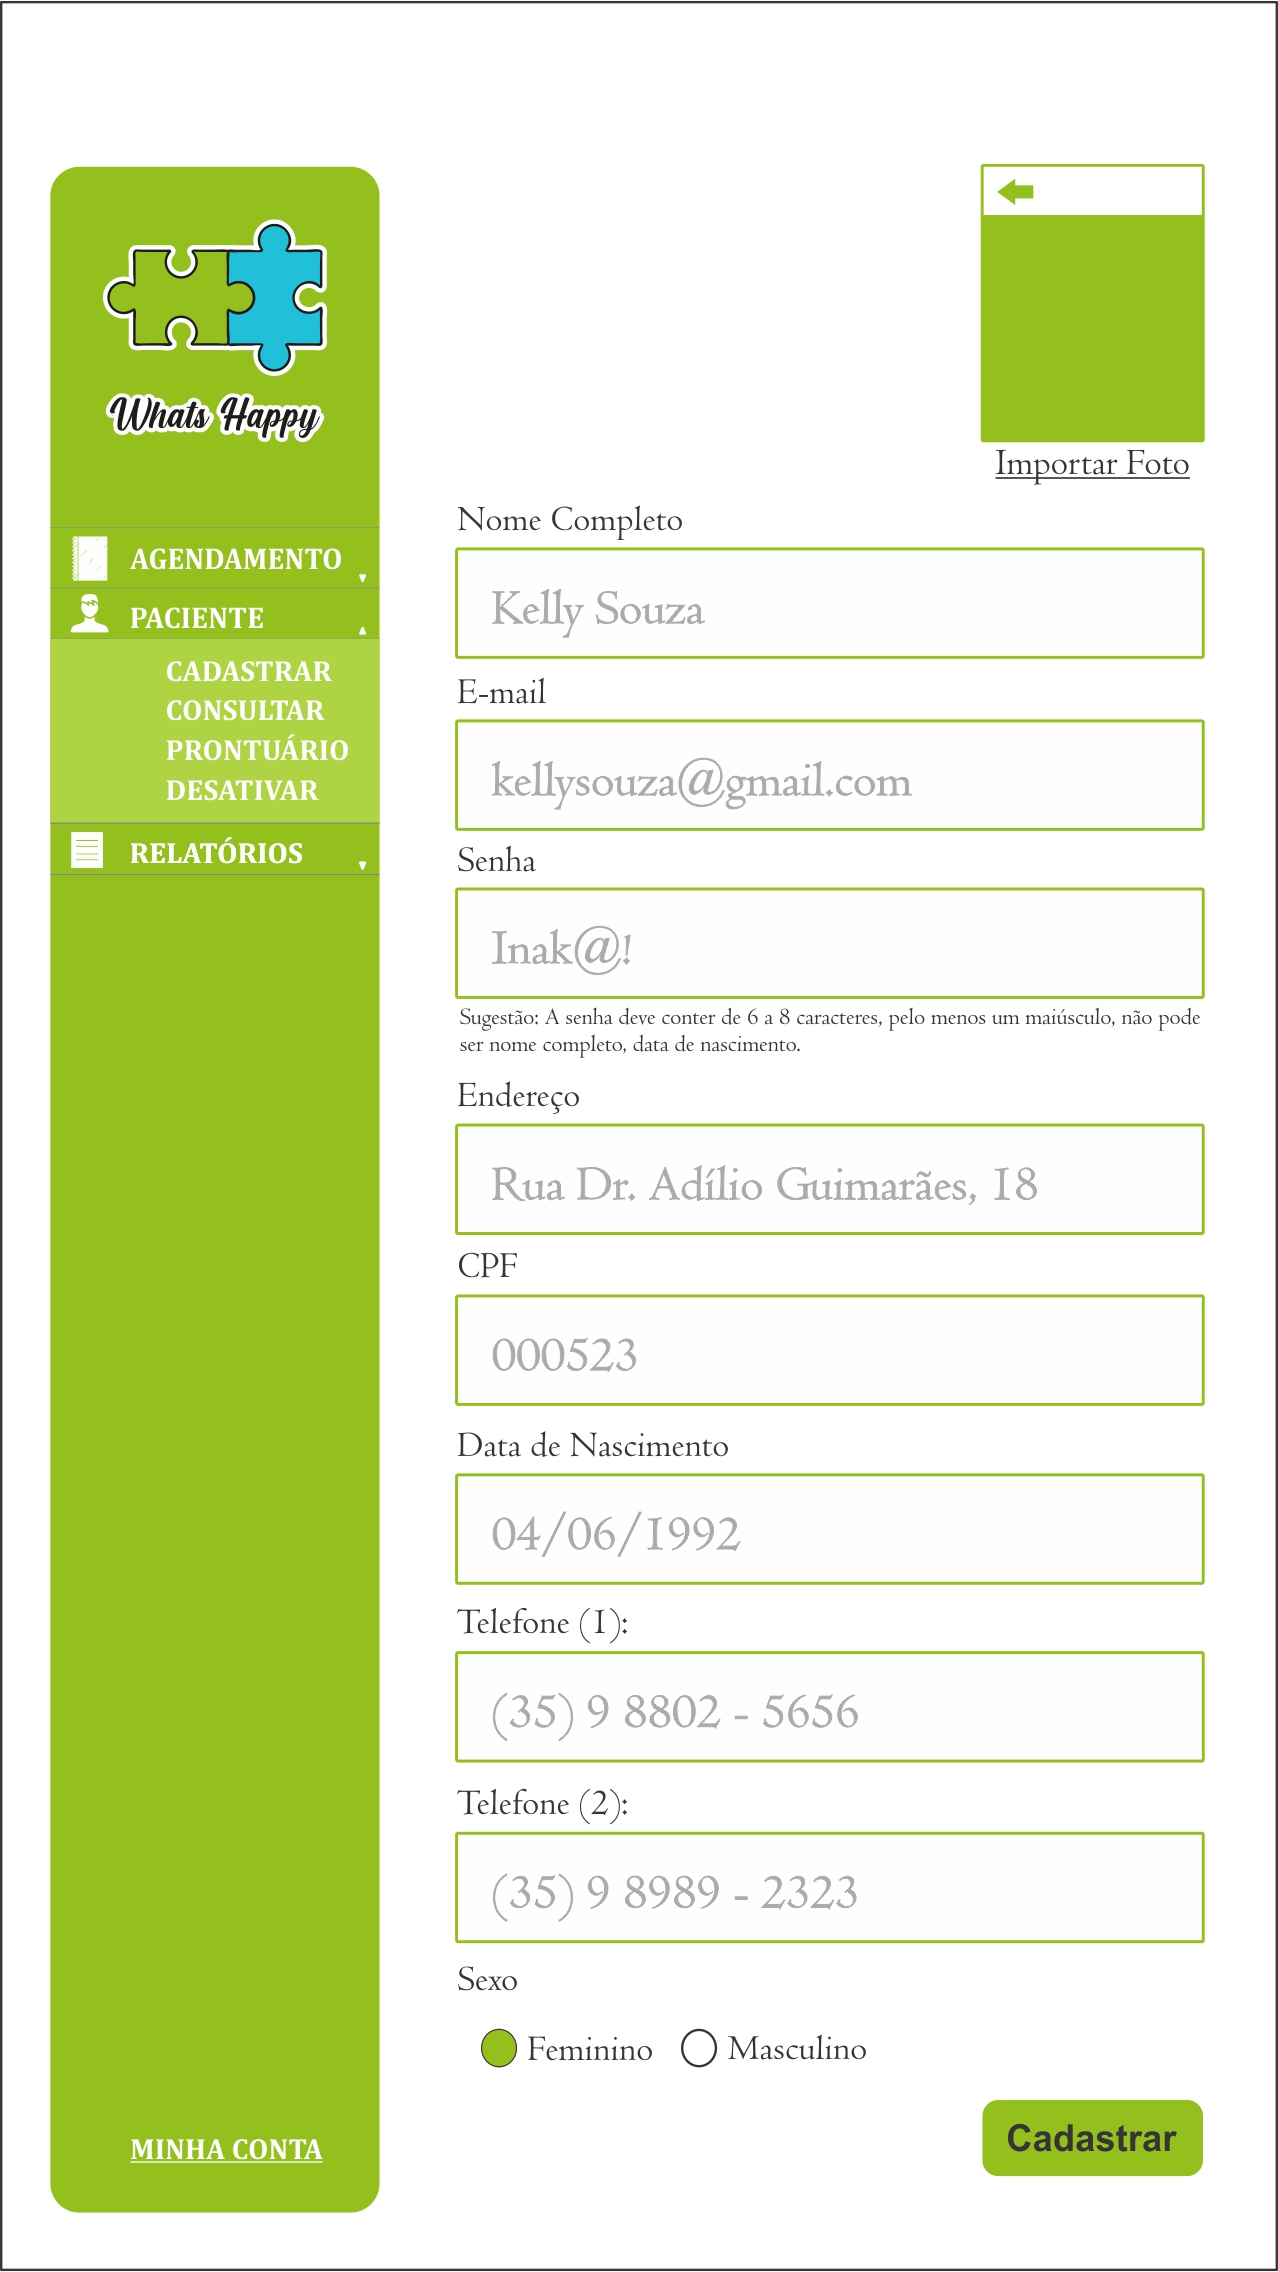 Whats Happy
AGENDAMENTO
PACIENTE
CADASTRAR
CONSULTAR
PRONTUÁRIO
DESATIVAR
RELATÓRIOS
MINHA CONTA
Importar Foto
Nome Completo
Kelly Souza
E-mail
kellysouza@gmail.com
Senha
Inak@!
Sugestão: A senha deve conter de 6 a 8 caracteres, pelo menos um maiúsculo, não pode
ser nome completo, data de nascimento.
Endereço
Rua Dr. Adílio Guimarães, 18
CPF
000523
Data de Nascimento
04/06/1992
Telefone (1):
(35) 9 8802 - 5656
Telefone (2):
(35) 9 8989 - 2323
Sexo
Feminino Masculino
Cadastrar